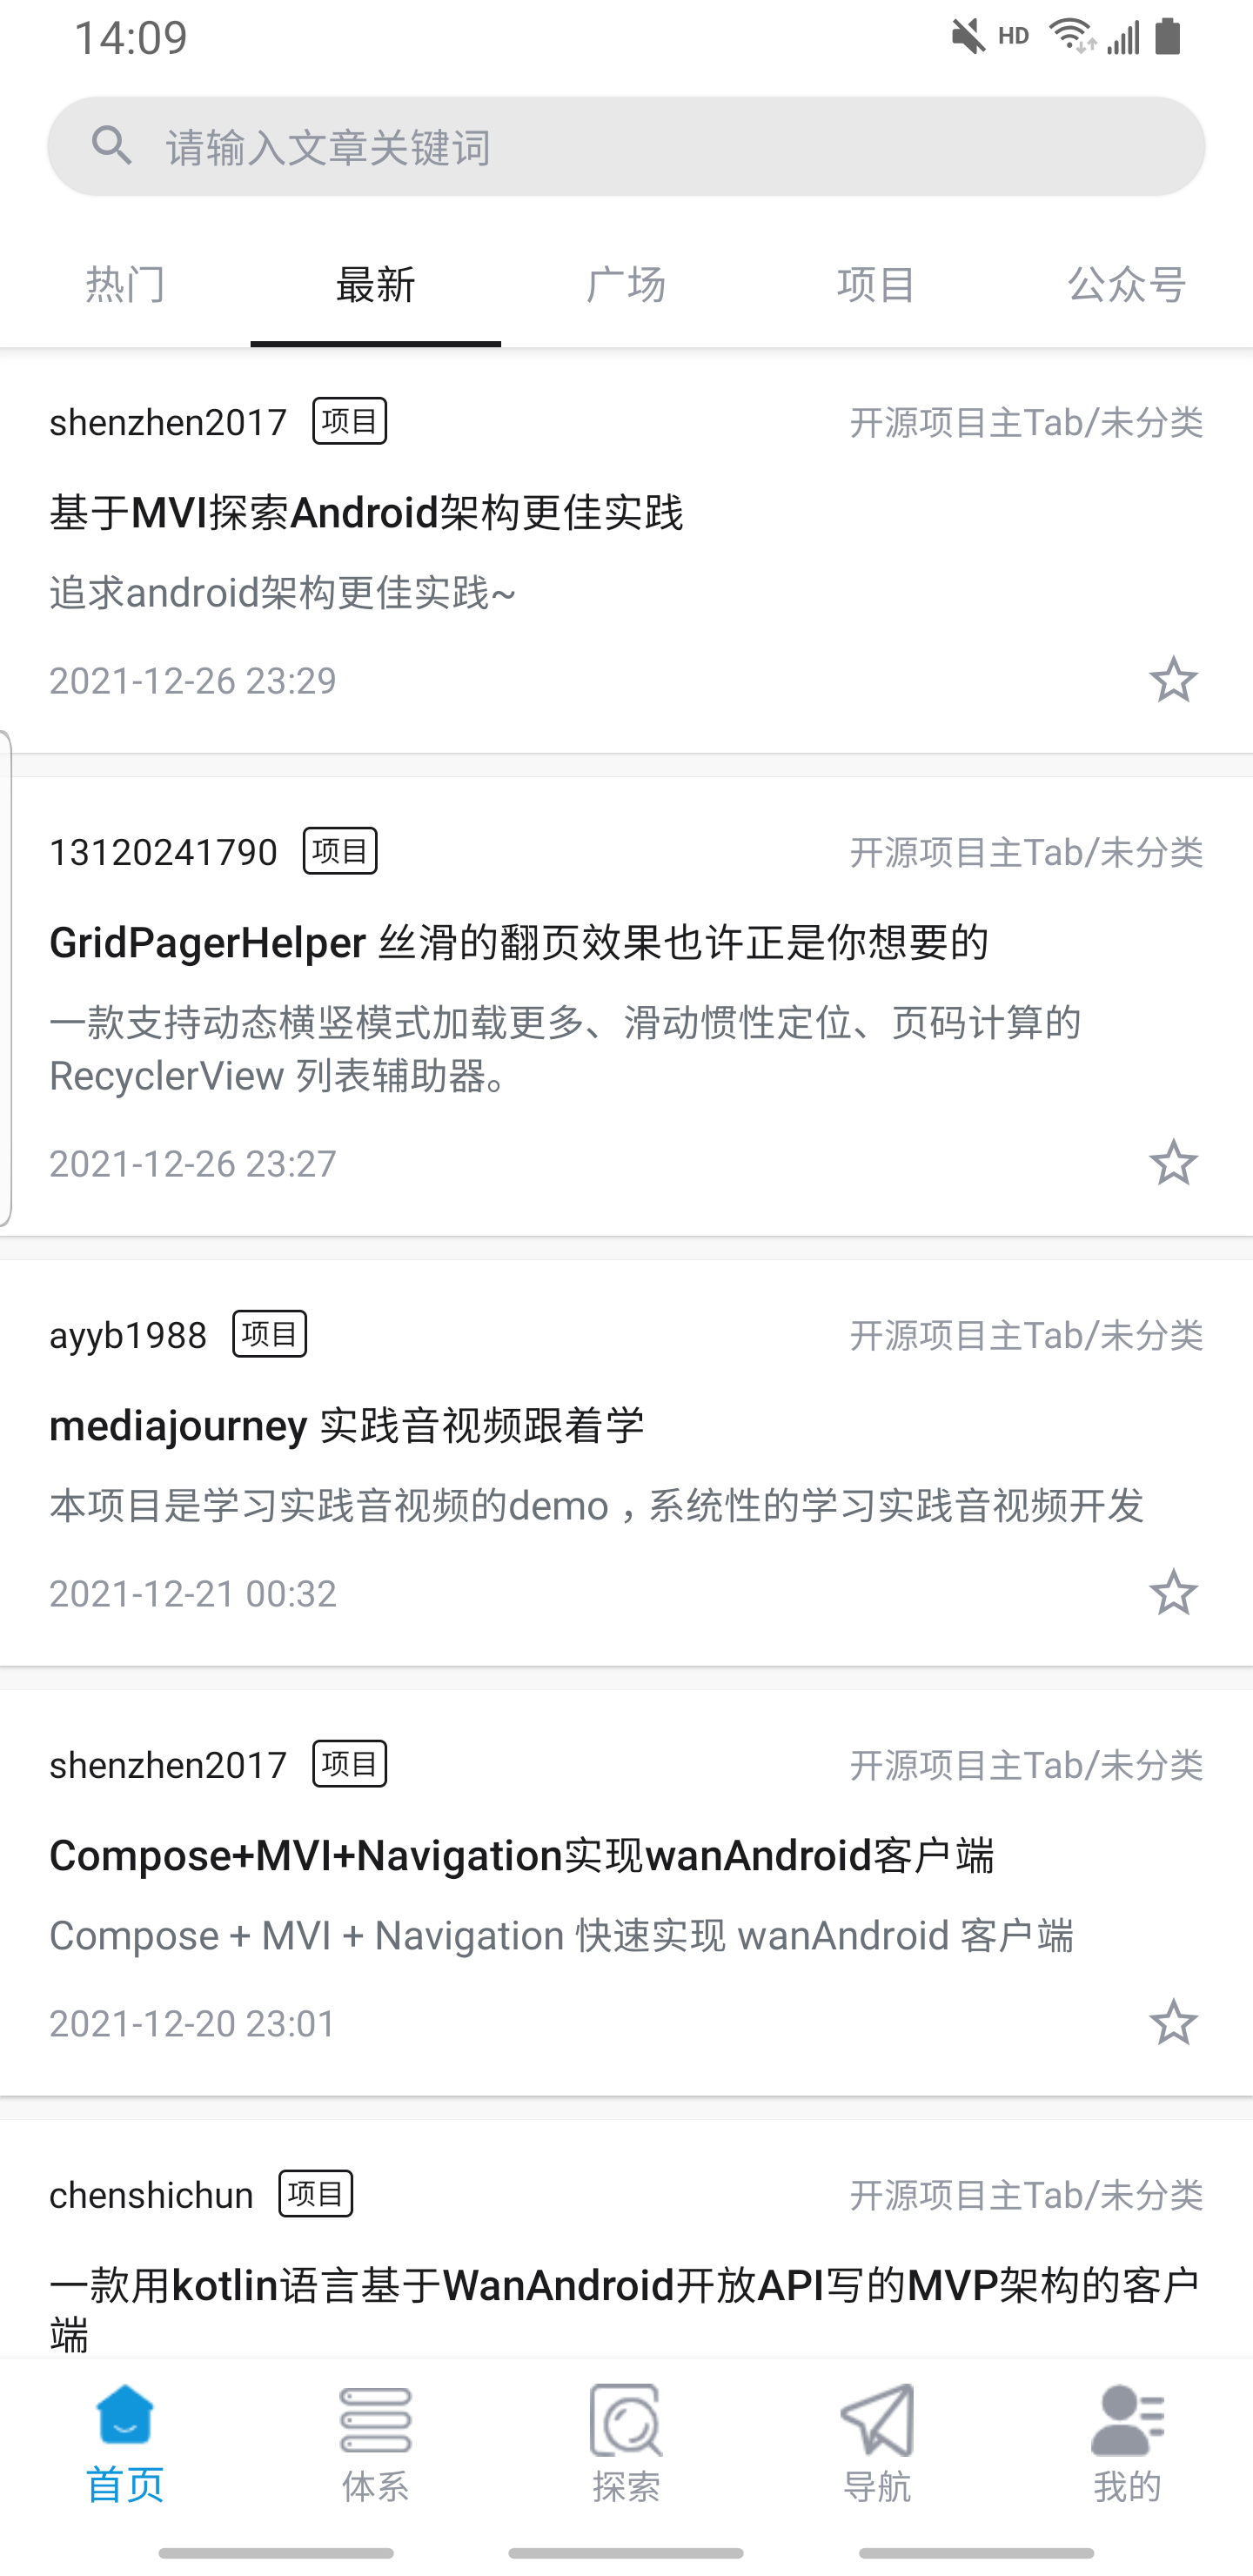 14:09
HD
请输入文章关键词
热门 最新 广场 项目 公众号
shenzhen2017 项目 开源项目主Tab/未分类
基于MVI探索Android架构更佳实践
追求android架构更佳实践~
2021-12-26 23:29
13120241790 项目 开源项目主Tab/未分类
GridPagerHelper 丝滑的翻页效果也许正是你想要的
一款支持动态横竖模式加载更多、滑动惯性定位、页码计算的
RecyclerView 列表辅助器。
2021-12-26 23:27
ayyb1988 项目 开源项目主Tab/未分类
mediajourney 实践音视频跟着学
本项目是学习实践音视频的demo，系统性的学习实践音视频开发
2021-12-21 00:32
shenzhen2017 项目 开源项目主Tab/未分类
Compose+MVI+Navigation实现wanAndroid客户端
Compose + MVI + Navigation 快速实现 wanAndroid 客户端
2021-12-20 23:01
chenshichun 项目 开源项目主Tab/未分类
一款用kotlin语言基于WanAndroid开放API写的MVP架构的客户
端
首页 体系 探索 导航 我的